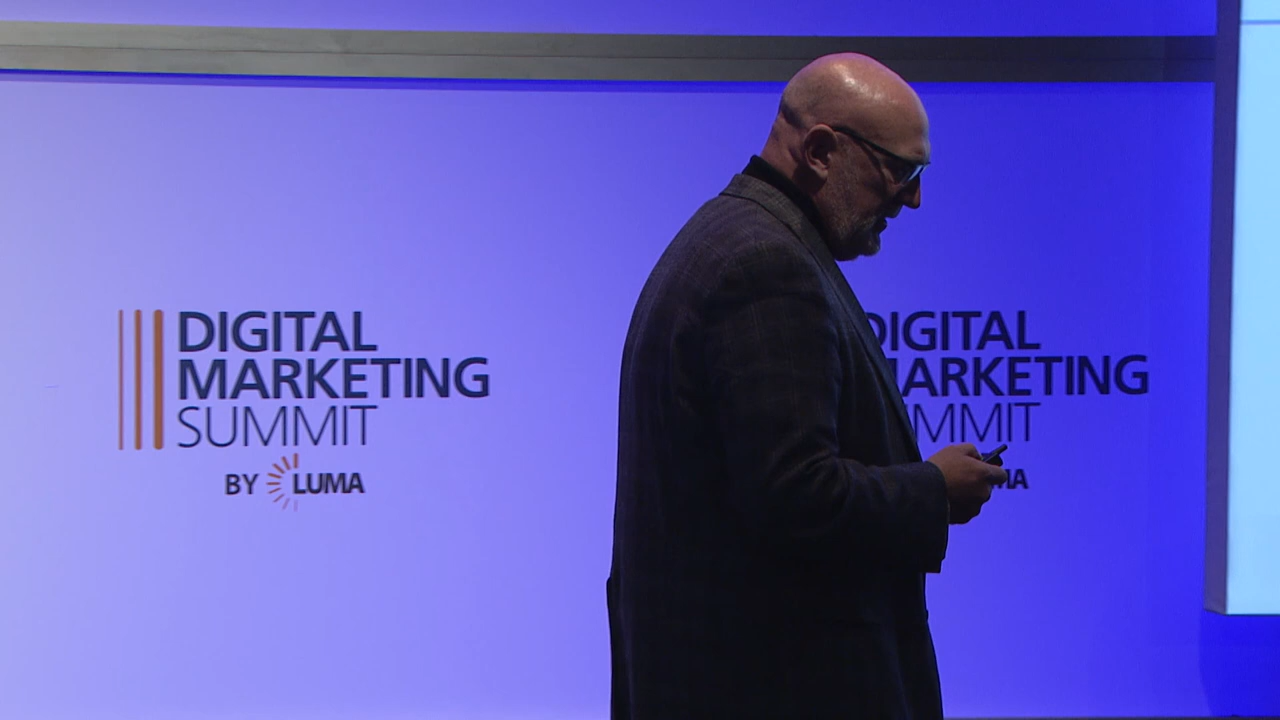 DIGITAL
MARKETING
SUMMIT
BY LUMA
DIGITAL
MARKETING
SUMMIT